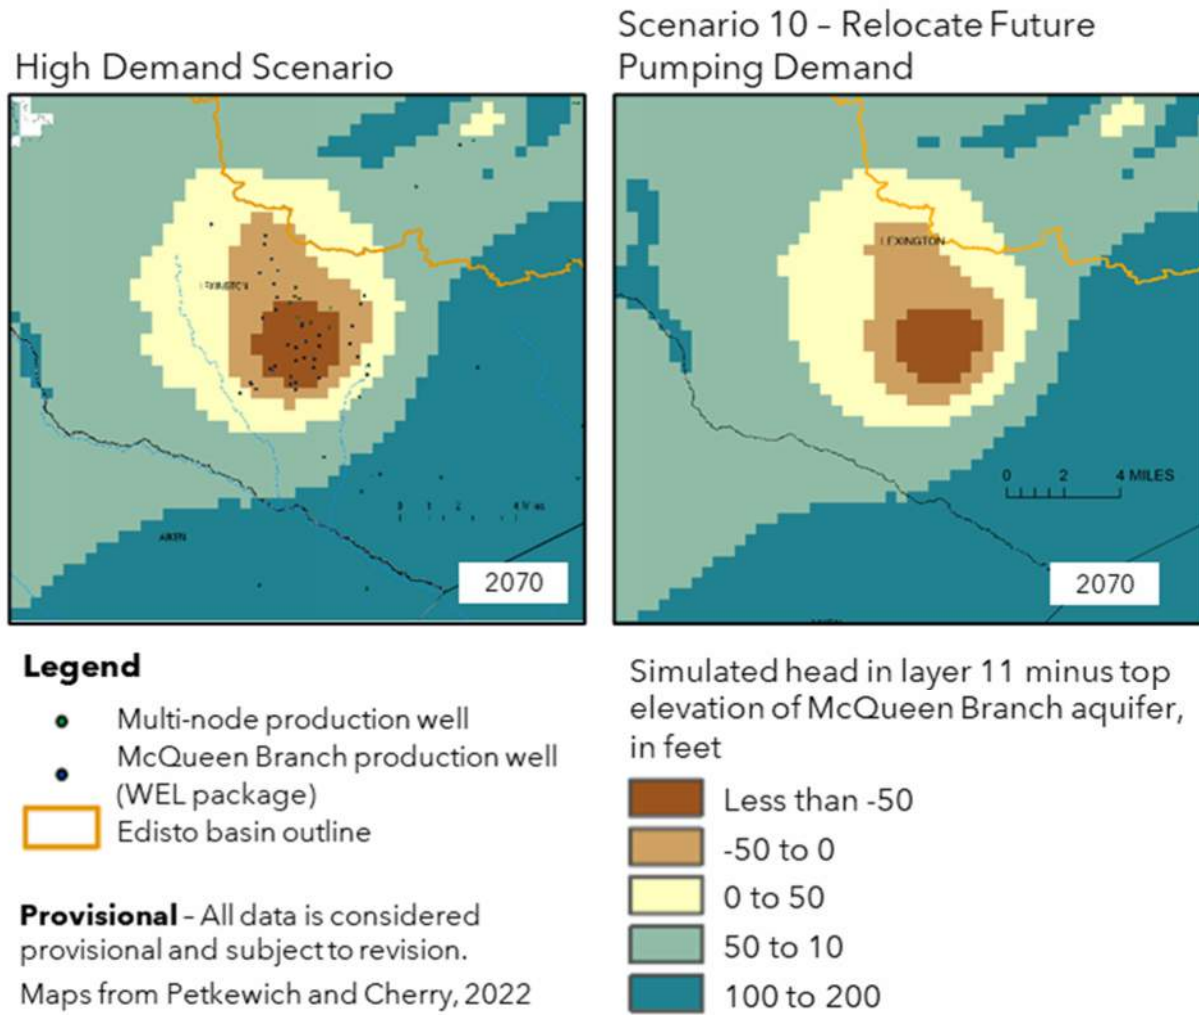 High Demand Scenario
Scenario 10 – Relocate Future
Pumping Demand
LEXINGTON
AIKEN
2070
LEXINGTON
0 2 4 MILES
2070
Legend
Multi-node production well
McQueen Branch production well
(WEL package)
Edisto basin outline
Provisional – All data is considered
provisional and subject to revision.
Maps from Petkewich and Cherry, 2022
Simulated head in layer 11 minus top
elevation of McQueen Branch aquifer,
in feet
Less than -50
-50 to 0
0 to 50
50 to 10
100 to 200